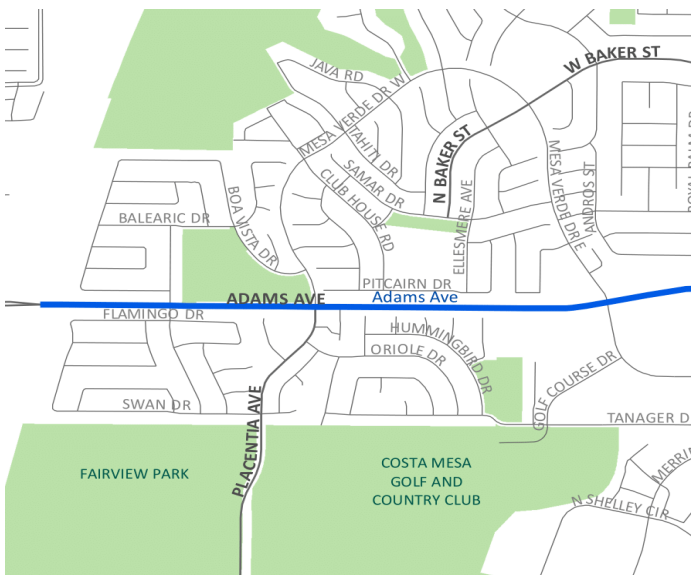 W BAKER ST
JAVA RD
MESA VERDE DR W
TAHITI DR
N BAKER ST
SAMAR DR
CLUB HOUSE RD
MESA VERDE DR E
ANDROS ST
ELLESMERE AVE
BOA VISTA DR
BALEARIC DR
PITCAIRN DR
ADAMS AVE
Adams Ave
FLAMINGO DR
HUMMINGBIRD DR
ORIOLE DR
GOLF COURSE DR
SWAN DR
PLACENTIA AVE
TANAGER D
FAIRVIEW PARK
COSTA MESA
GOLF AND
COUNTRY CLUB
MERRI
N SHELLEY CIR